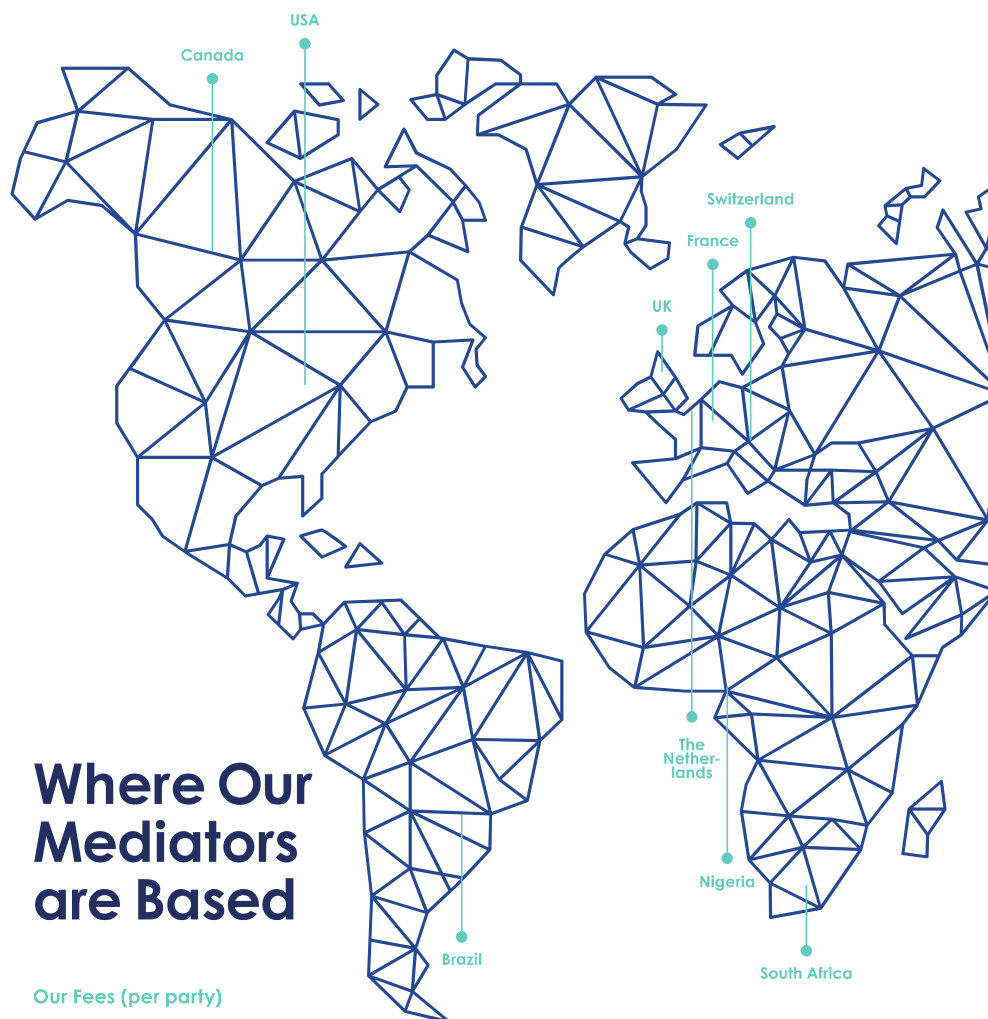 USA
Canada
Switzerland
France
UK
The
Nether-
lands
Where Our
Mediators
are Based
Nigeria
Brazil
South Africa
Our Fees (per party)